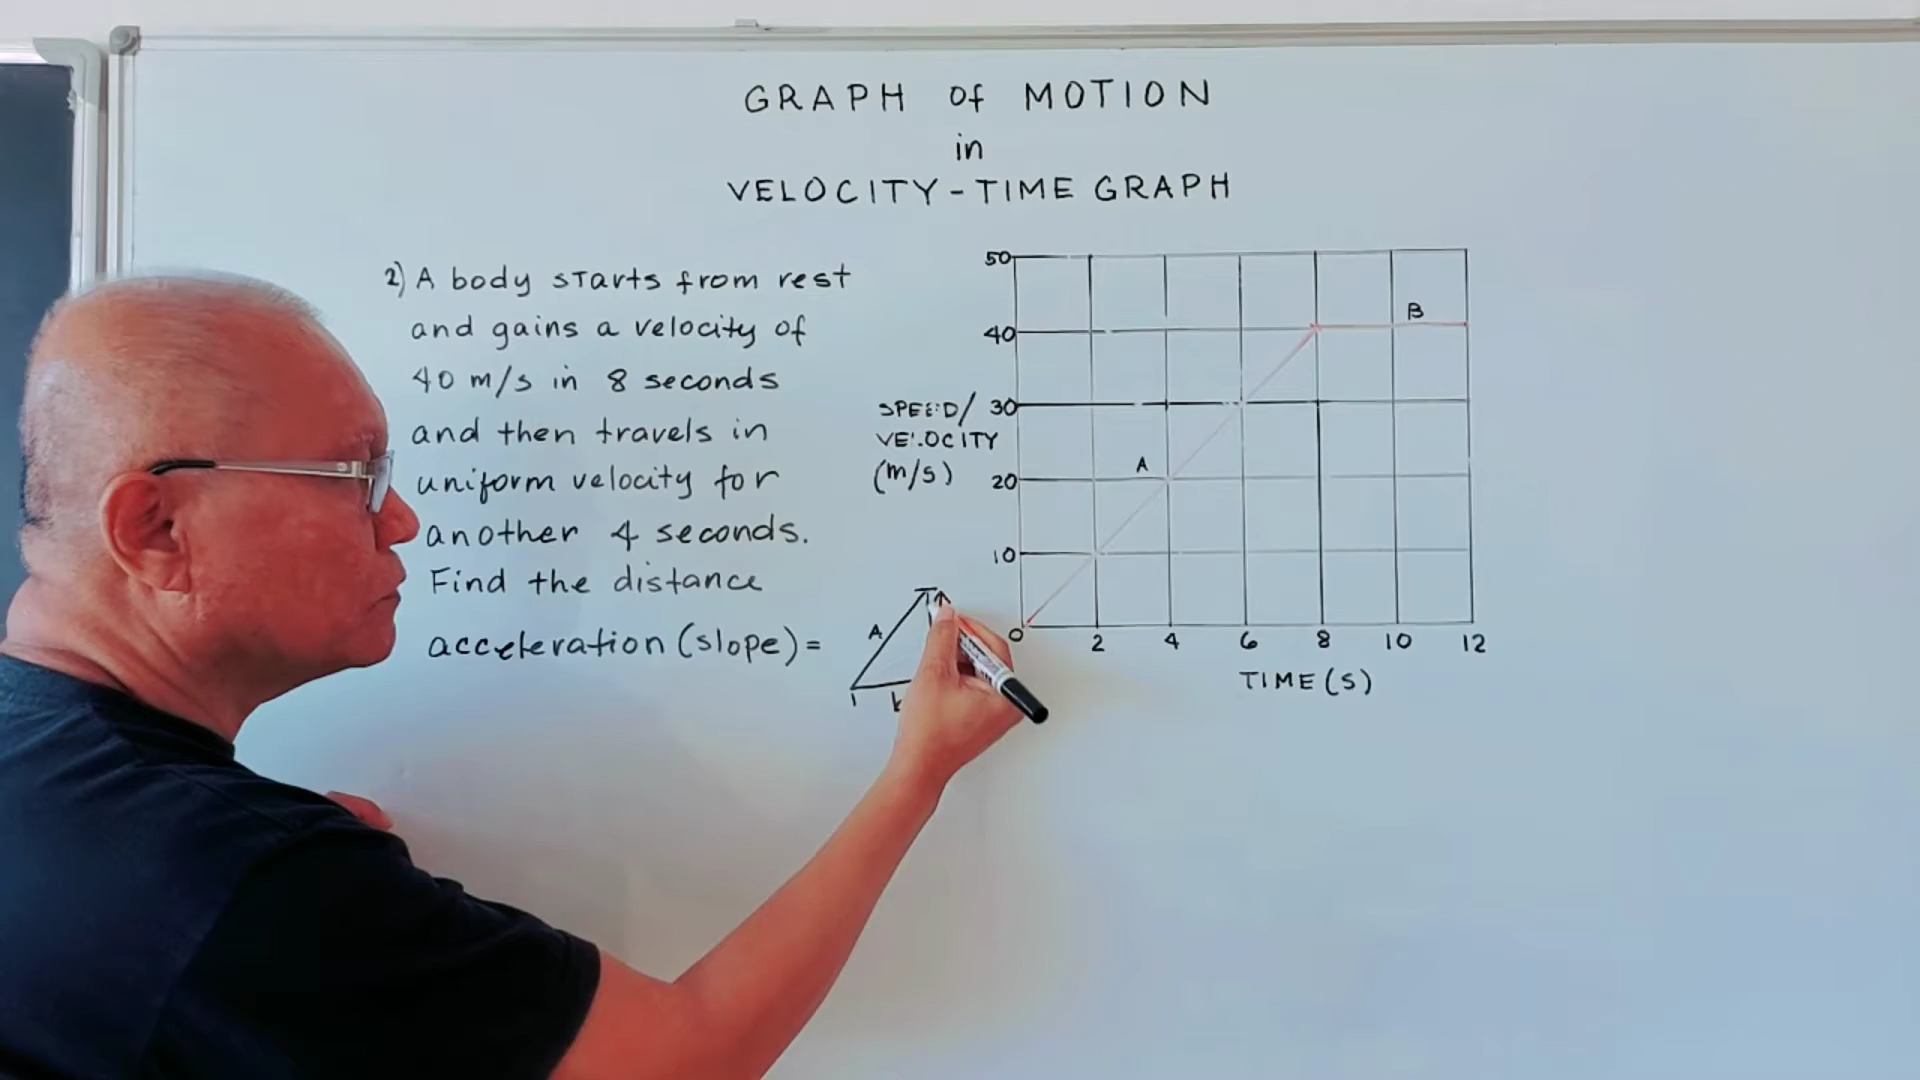 GRAPH of MOTION
in
VELOCITY-TIME GRAPH
2) A body starts from rest
and gains a velocity of
40 m/s in 8 seconds
and then travels in
uniform velocity for
another 4 seconds.
Find the distance
acceleration (slope) =
A
50
40
30
20
10
0
SPEED/
VELOCITY
(m/s)
A
B
2 4 6 8 10 12
TIME (S)